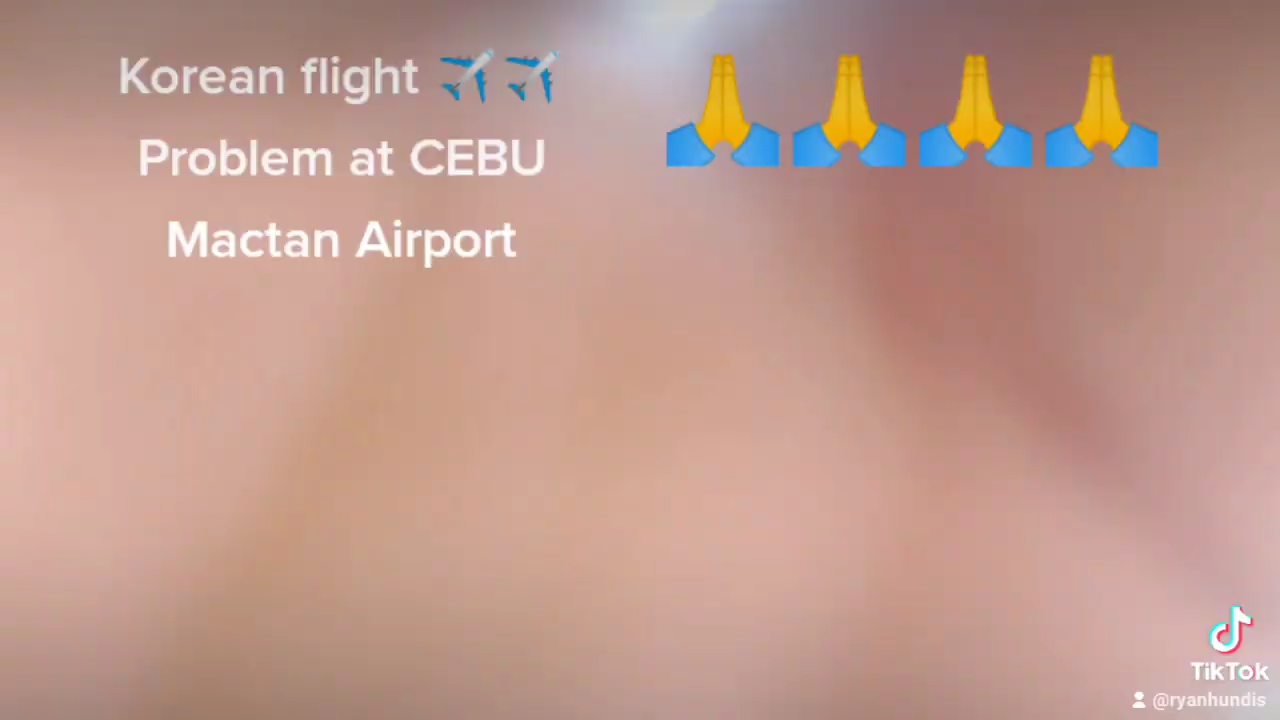 Korean flight ✈️✈️
Problem at CEBU
Mactan Airport
🙏🙏🙏🙏
TikTok
@ryanhundis